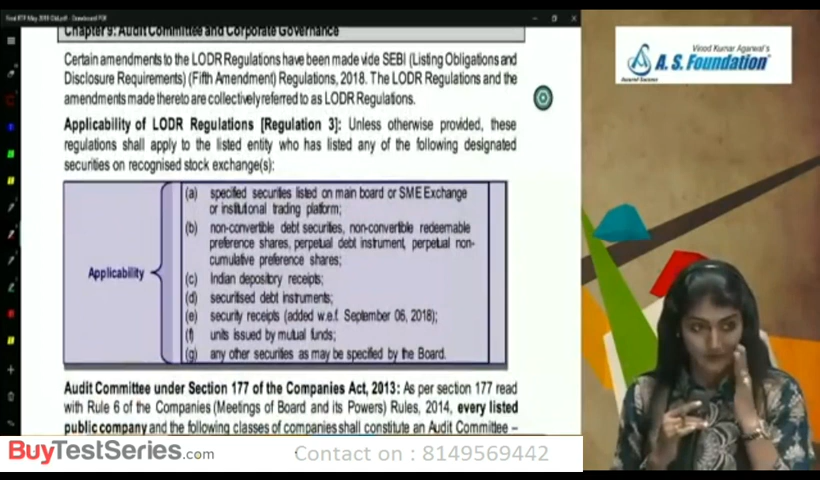 Final RTP May 2019 Old.pdf - Drawboard PDF
Chapter 9: Audit Committee and Corporate Governance
Certain amendments to the LODR Regulations have been made vide SEBI (Listing Obligations and
Disclosure Requirements) (Fifth Amendment) Regulations, 2018. The LODR Regulations and the
amendments made thereto are collectively referred to as LODR Regulations.
Applicability of LODR Regulations [Regulation 3]: Unless otherwise provided, these
regulations shall apply to the listed entity who has listed any of the following designated
securities on recognised stock exchange(s):
Applicability
(a) specified securities listed on main board or SME Exchange
or institutional trading platform;
(b) non-convertible debt securities, non-convertible redeemable
preference shares, perpetual debt instrument, perpetual non-
cumulative preference shares;
(c) Indian depository receipts;
(d) securitised debt instruments;
(e) security receipts (added w.e.f. September 06, 2018);
(f) units issued by mutual funds;
(g) any other securities as may be specified by the Board.
Audit Committee under Section 177 of the Companies Act, 2013: As per section 177 read
with Rule 6 of the Companies (Meetings of Board and its Powers) Rules, 2014, every listed
public company and the following classes of companies shall constitute an Audit Committee –
Vinod Kumar Agarwal's
A. S. Foundation
BuyTestSeries.com
Contact on : 8149569442